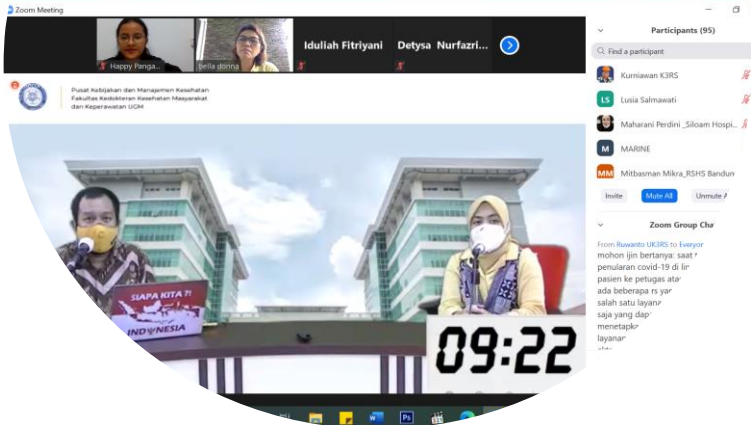 Zoom Meeting
Happy Panga...
bella donna
Iduliah Fitriyani
Detysa Nurfazri...
Pusat Kebijakan dan Manajemen Kesehatan
Fakultas Kedokteran Kesehatan Masyarakat
dan Keperawatan UGM
SIAPA KITA ?!
INDONESIA
09:22
W
Ps
Participants (95)
Find a participant
Kurniawan K3RS
LS Lusia Salmawati
Maharani Perdini _Siloam Hospi...
M MARINE
MM Mitbasman Mikra_RSHS Bandun
Invite Mute All Unmute A
Zoom Group Cha
From Ruwanto UK3RS to Everyor
mohon ijin bertanya: saat
penularan covid-19 di lir
pasien ke petugas ata
ada beberapa rs yar
salah satu layan
saja yang dap
menetapk
layanan